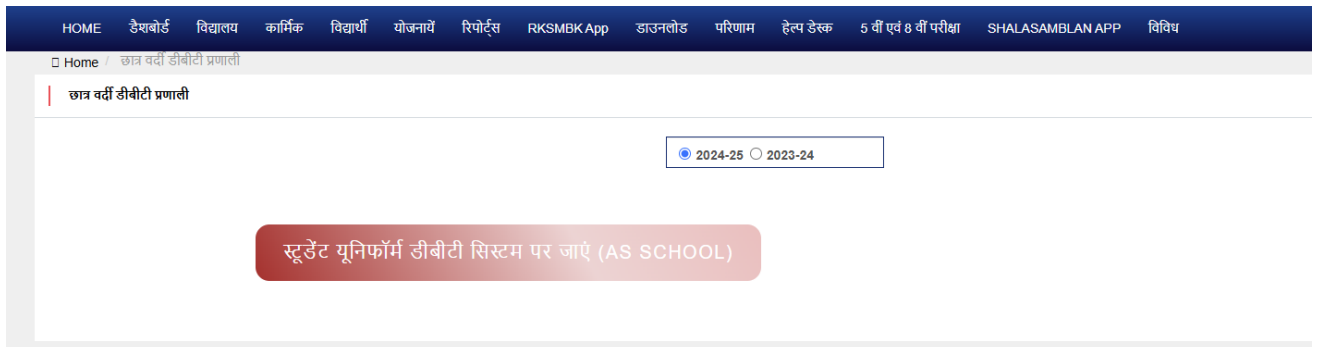 HOME डैशबोर्ड विद्यालय कार्मिक विद्यार्थी योजनायें रिपोर्ट्स RKSMBK App डाउनलोड परिणाम हेल्प डेस्क 5 वीं एवं 8 वीं परीक्षा SHALASAMBLAN APP विविध
Home / छात्र वर्दी डीबीटी प्रणाली
छात्र वर्दी डीबीटी प्रणाली
2024-25 2023-24
स्टूडेंट यूनिफॉर्म डीबीटी सिस्टम पर जाएं (AS SCHOOL)